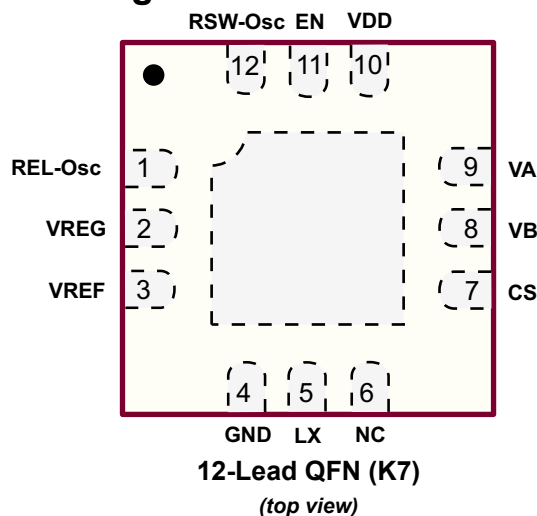 RSW-Osc EN VDD
12 11 10
REL-Osc 1 9 VA
VREG 2 8 VB
VREF 3 7 CS
4 5 6
GND LX NC
12-Lead QFN (K7)
(top view)